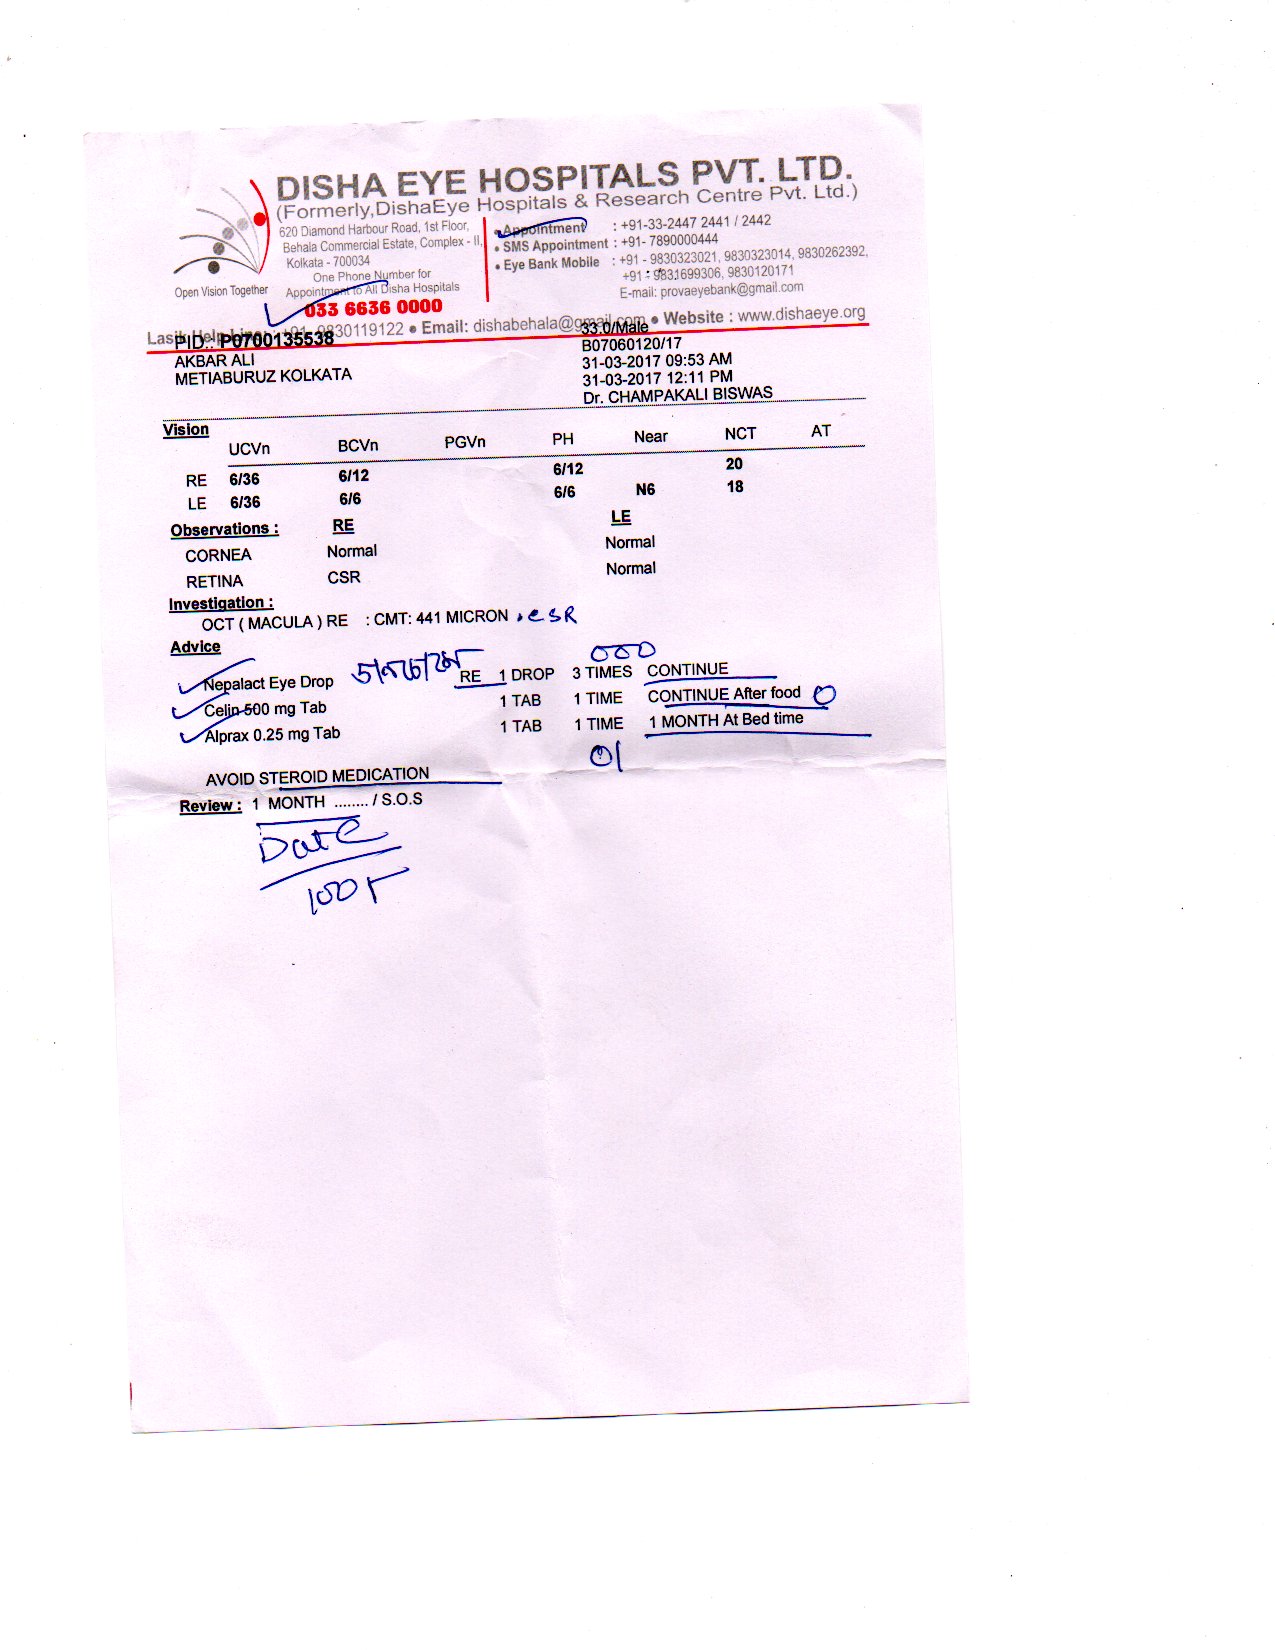 DISHA EYE HOSPITALS PVT. LTD.
(Formerly,DishaEye Hospitals & Research Centre Pvt. Ltd.)
620 Diamond Harbour Road, 1st Floor,
Behala Commercial Estate, Complex - II,
Kolkata - 700034
One Phone Number for
Appointment to All Disha Hospitals
033 6636 0000
• Appointment : +91-33-2447 2441 / 2442
• SMS Appointment : +91- 7890000444
• Eye Bank Mobile : +91 - 9830323021, 9830323014, 9830262392,
+91 - 9831699306, 9830120171
E-mail: provaeyebank@gmail.com
Open Vision Together
Lasik Help Line : +91- 9830119122 • Email: dishabehala@gmail.com • Website : www.dishaeye.org
PID.: P0700135538 33.0/Male
B07060120/17
AKBAR ALI 31-03-2017 09:53 AM
METIABURUZ KOLKATA 31-03-2017 12:11 PM
Dr. CHAMPAKALI BISWAS
Vision
UCVn BCVn PGVn PH Near NCT AT
RE 6/36 6/12 6/12 20
LE 6/36 6/6 6/6 N6 18
Observations : RE LE
CORNEA Normal Normal
RETINA CSR Normal
Investigation :
OCT ( MACULA ) RE : CMT: 441 MICRON , CSR
Advice
Nepalact Eye Drop RE 1 DROP 3 TIMES CONTINUE
Celin 500 mg Tab 1 TAB 1 TIME CONTINUE After food
Alprax 0.25 mg Tab 1 TAB 1 TIME 1 MONTH At Bed time
AVOID STEROID MEDICATION
Review : 1 MONTH ........ / S.O.S
Date